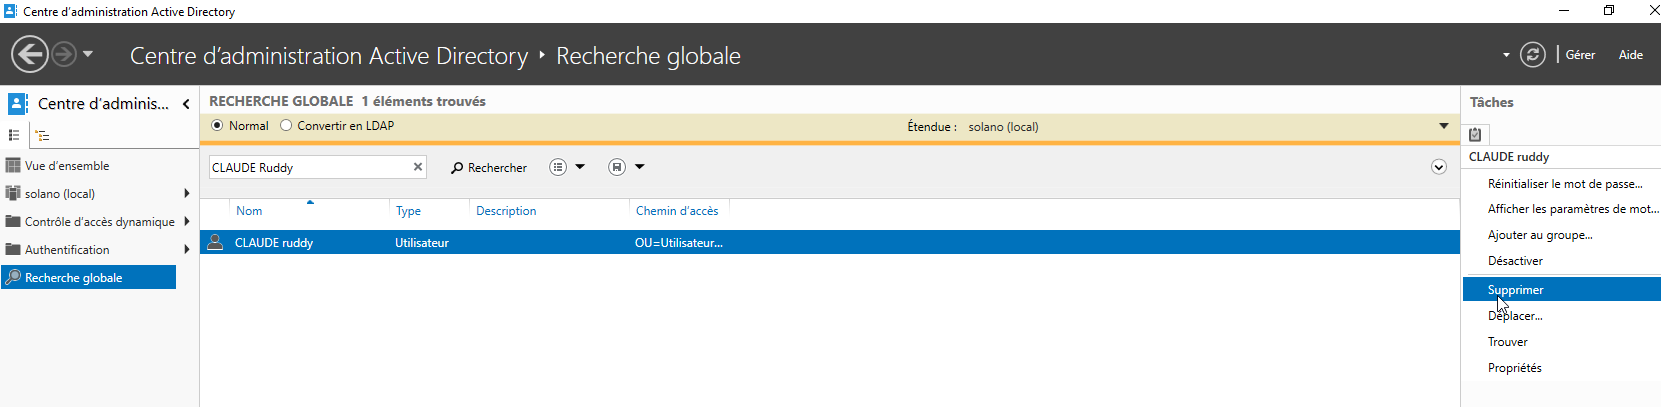 Centre d'administration Active Directory
Centre d'administration Active Directory • Recherche globale
Gérer
Aide
Centre d'adminis...
Vue d'ensemble
solano (local)
Contrôle d'accès dynamique
Authentification
Recherche globale
RECHERCHE GLOBALE 1 éléments trouvés
Normal Convertir en LDAP Étendue : solano (local)
CLAUDE Ruddy Rechercher
Nom Type Description Chemin d'accès
CLAUDE ruddy Utilisateur OU=Utilisateur...
Tâches
CLAUDE ruddy
Réinitialiser le mot de passe...
Afficher les paramètres de mot...
Ajouter au groupe...
Désactiver
Supprimer
Déplacer...
Trouver
Propriétés